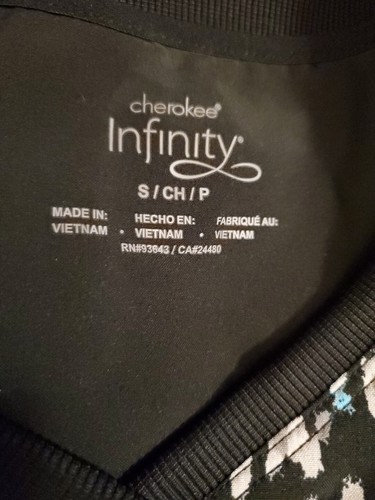 cherokee®
Infinity®
S / CH / P
MADE IN: HECHO EN: FABRIQUÉ AU:
VIETNAM • VIETNAM • VIETNAM
RN#93643 / CA#24480